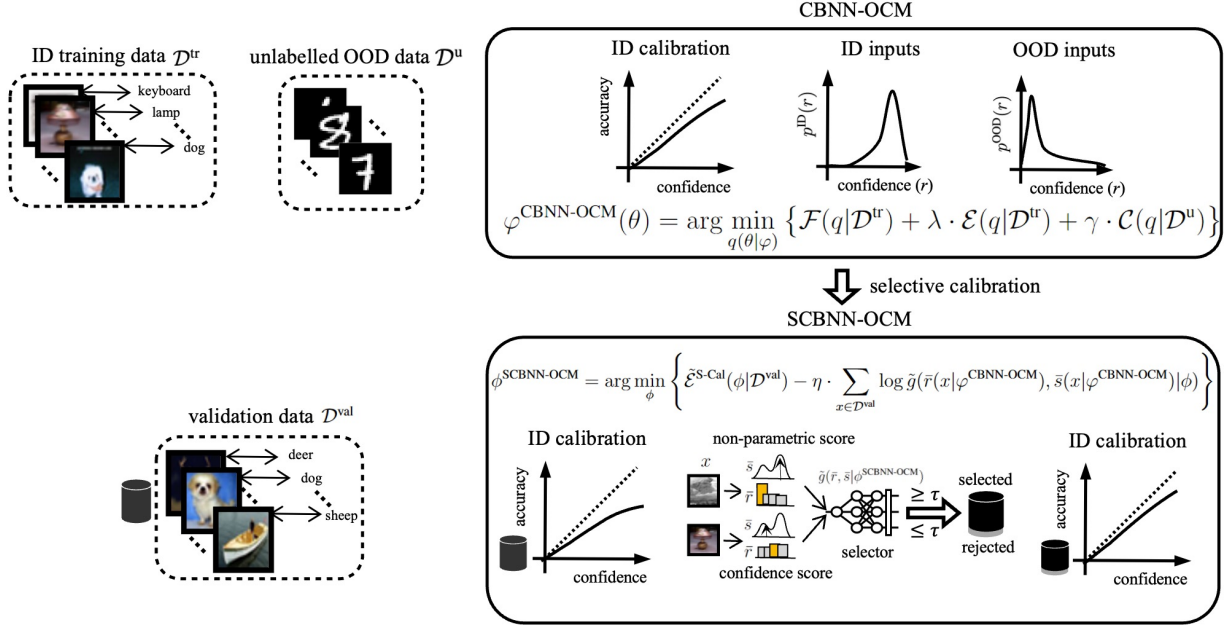 CBNN-OCM
ID training data 𝒟^tr
unlabelled OOD data 𝒟^u
keyboard
lamp
dog
ID calibration
ID inputs
OOD inputs
accuracy
confidence
p^ID(r)
confidence (r)
p^OOD(r)
confidence (r)
φ^CBNN-OCM(θ) = arg min_{q(θ|φ)} {ℱ(q|𝒟^tr) + λ · ℰ(q|𝒟^tr) + γ · 𝒞(q|𝒟^u)}
selective calibration
SCBNN-OCM
ϕ^SCBNN-OCM = arg min_ϕ {ℰ̃^S-Cal(ϕ|𝒟^val) − η · ∑_{x∈𝒟^val} log g̃(r̄(x|φ^CBNN-OCM), s̄(x|φ^CBNN-OCM)|ϕ)}
validation data 𝒟^val
deer
dog
sheep
ID calibration
accuracy
confidence
non-parametric score
x
s̄
r̄
s̄
r̄
confidence score
g̃(r̄, s̄|ϕ^SCBNN-OCM)
selector
≥ τ
≤ τ
selected
rejected
ID calibration
accuracy
confidence